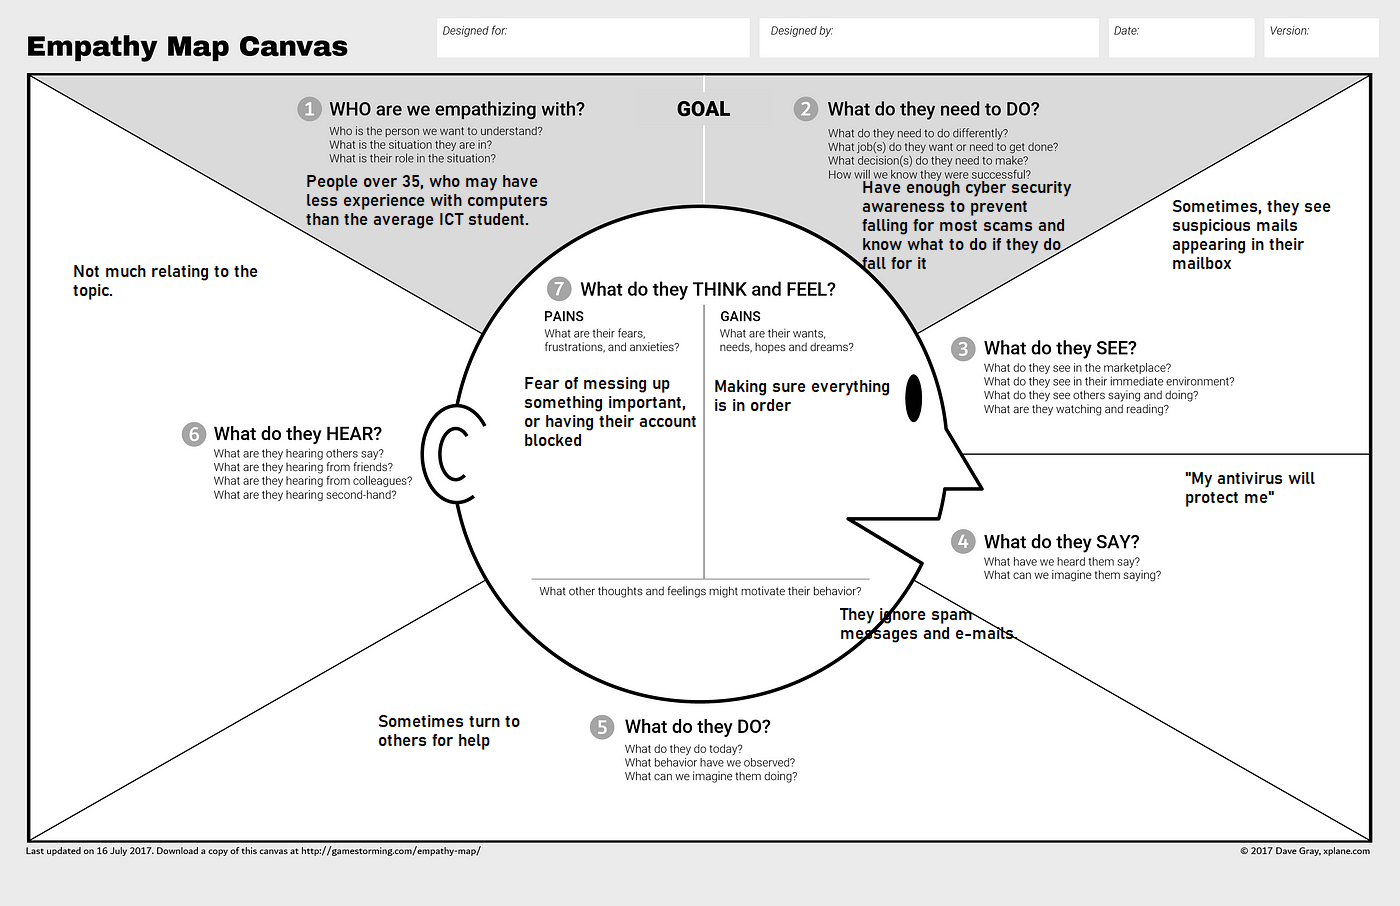 Empathy Map Canvas
Designed for:
Designed by:
Date:
Version:
1 WHO are we empathizing with?
Who is the person we want to understand?
What is the situation they are in?
What is their role in the situation?
People over 35, who may have
less experience with computers
than the average ICT student.
GOAL
2 What do they need to DO?
What do they need to do differently?
What job(s) do they want or need to get done?
What decision(s) do they need to make?
How will we know they were successful?
Have enough cyber security
awareness to prevent
falling for most scams and
know what to do if they do
fall for it
Sometimes, they see
suspicious mails
appearing in their
mailbox
3 What do they SEE?
What do they see in the marketplace?
What do they see in their immediate environment?
What do they see others saying and doing?
What are they watching and reading?
"My antivirus will
protect me"
4 What do they SAY?
What have we heard them say?
What can we imagine them saying?
They ignore spam
messages and e-mails.
5 What do they DO?
What do they do today?
What behavior have we observed?
What can we imagine them doing?
Sometimes turn to
others for help
Not much relating to the
topic.
6 What do they HEAR?
What are they hearing others say?
What are they hearing from friends?
What are they hearing from colleagues?
What are they hearing second-hand?
7 What do they THINK and FEEL?
PAINS
What are their fears,
frustrations, and anxieties?
Fear of messing up
something important,
or having their account
blocked
GAINS
What are their wants,
needs, hopes and dreams?
Making sure everything
is in order
What other thoughts and feelings might motivate their behavior?
Last updated on 16 July 2017. Download a copy of this canvas at http://gamestorming.com/empathy-map/
© 2017 Dave Gray, xplane.com